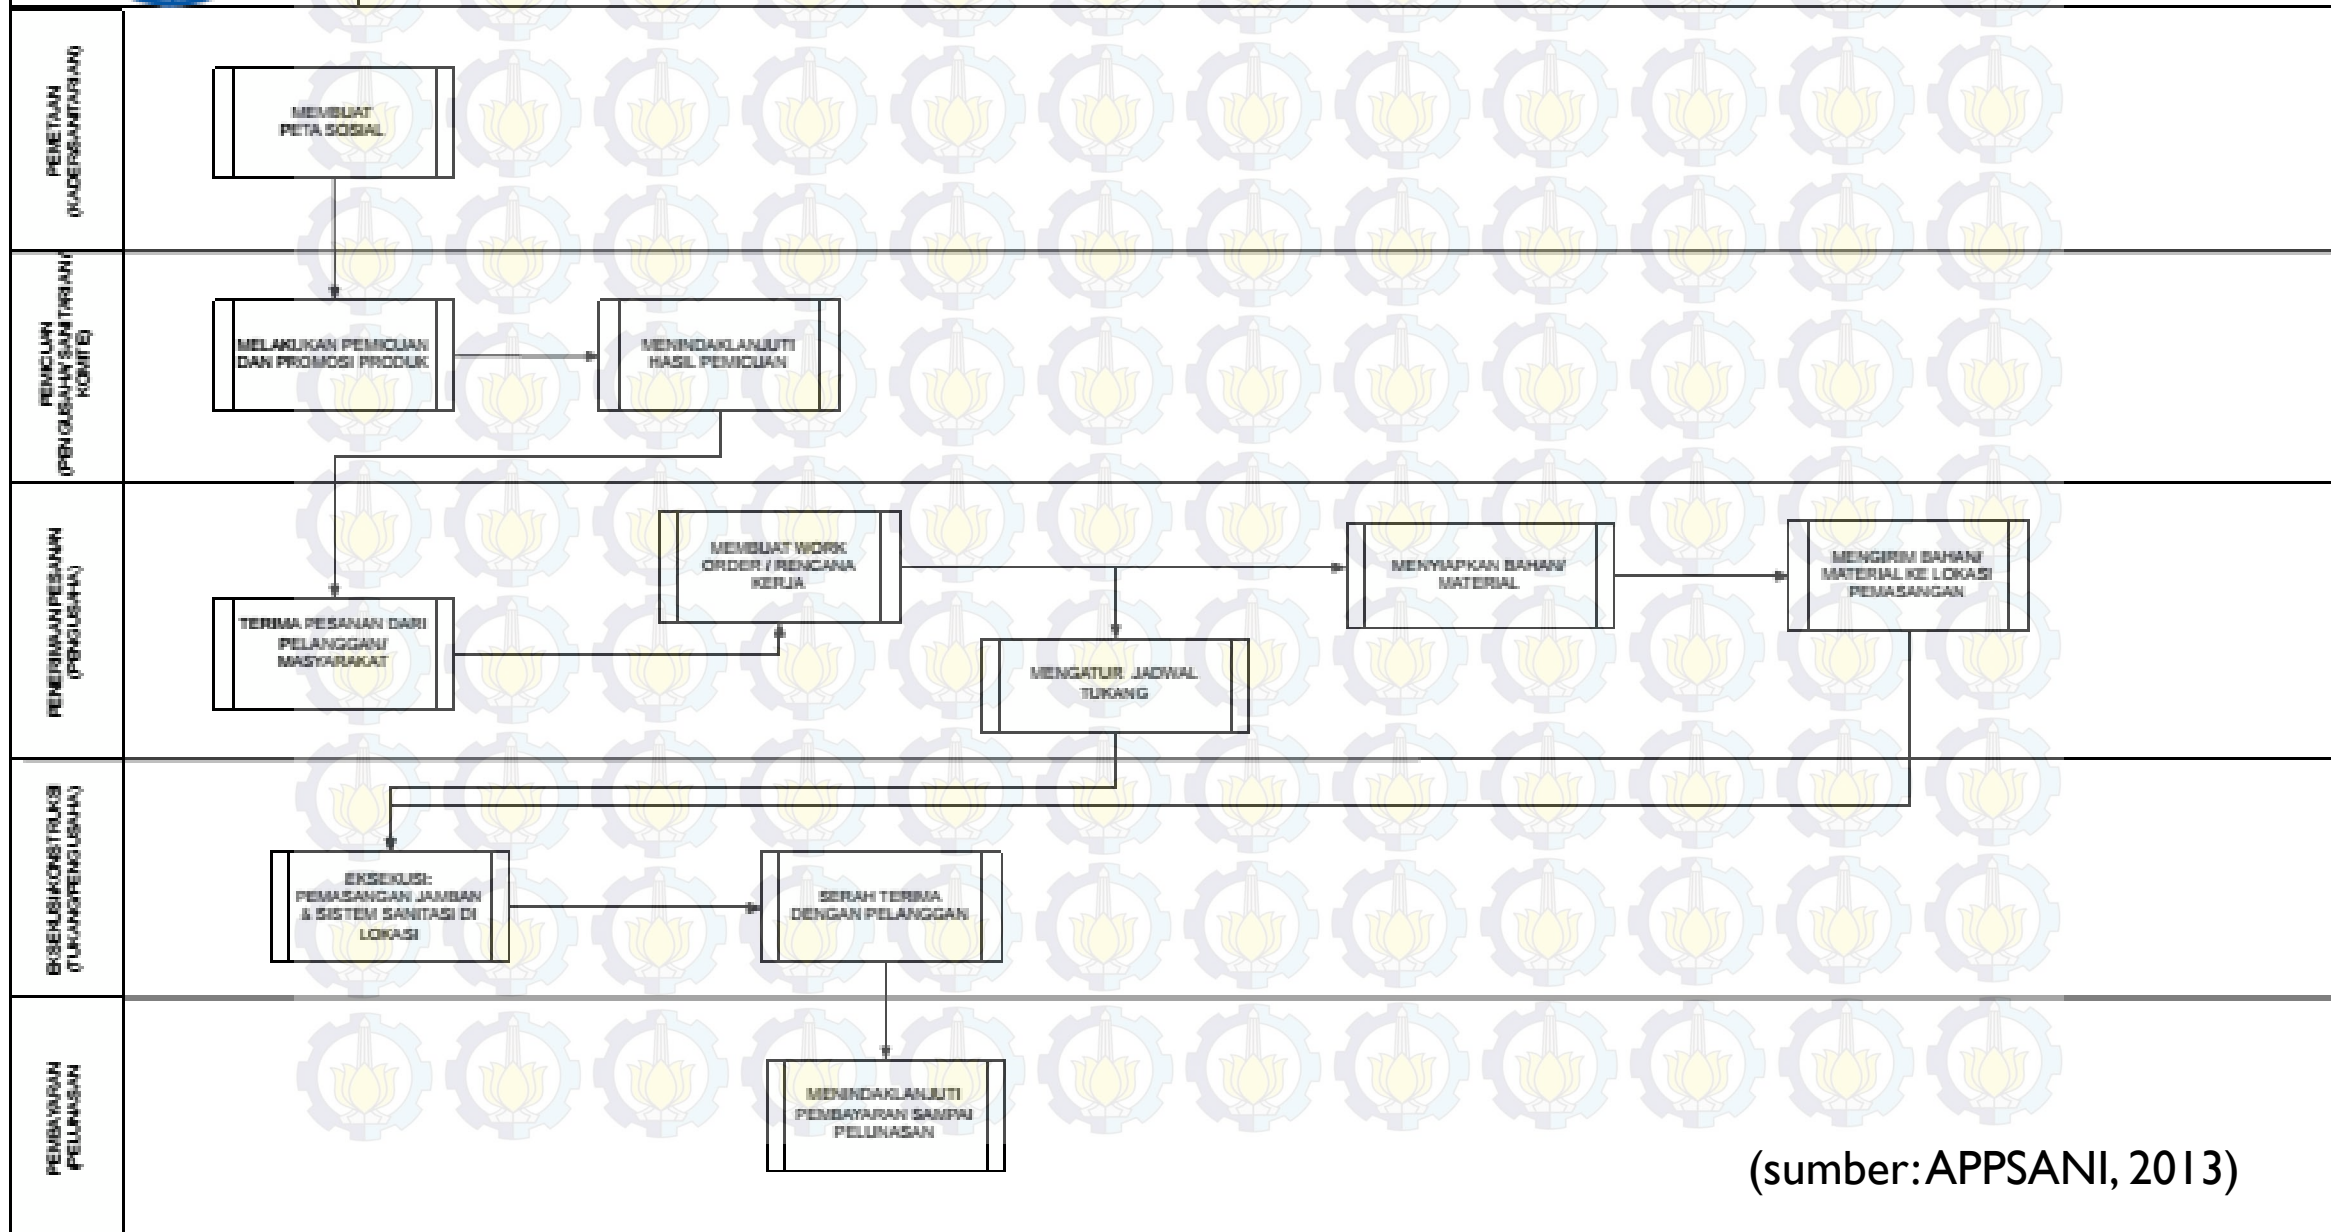 PEMETAAN
(KADER/SANITARIAN)
MEMBUAT
PETA SOSIAL
PEMICUAN
(PENGUSAHA/ SANITARIAN/
KOMITE)
MELAKUKAN PEMICUAN
DAN PROMOSI PRODUK
MENINDAKLANJUTI
HASIL PEMICUAN
PENERIMAAN PESANAN
(PENGUSAHA)
TERIMA PESANAN DARI
PELANGGAN/
MASYARAKAT
MEMBUAT WORK
ORDER / RENCANA
KERJA
MENGATUR JADWAL
TUKANG
MENYIAPKAN BAHAN/
MATERIAL
MENGIRIM BAHAN/
MATERIAL KE LOKASI
PEMASANGAN
EKSEKUSI/KONSTRUKSI
(TUKANG/PENGUSAHA)
EKSEKUSI:
PEMASANGAN JAMBAN
& SISTEM SANITASI DI
LOKASI
SERAH TERIMA
DENGAN PELANGGAN
PEMBAYARAN
/PELUNASAN
MENINDAKLANJUTI
PEMBAYARAN SAMPAI
PELUNASAN
(sumber: APPSANI, 2013)